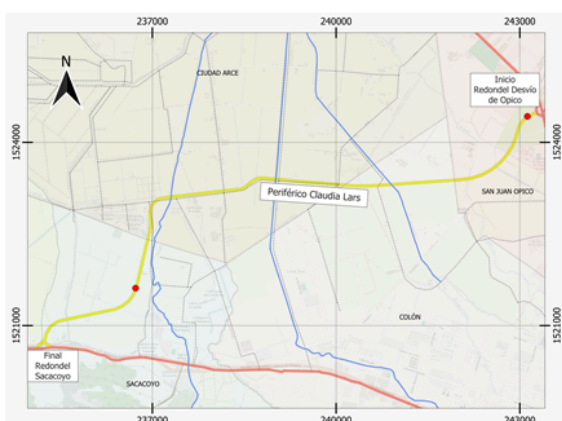 237000
240000
243000
N
CIUDAD ARCE
Inicio
Redondel Desvío
de Opico
1524000
1524000
Periférico Claudia Lars
SAN JUAN OPICO
1521000
1521000
COLÓN
Final
Redondel
Sacacoyo
SACACOYO
237000
240000
243000